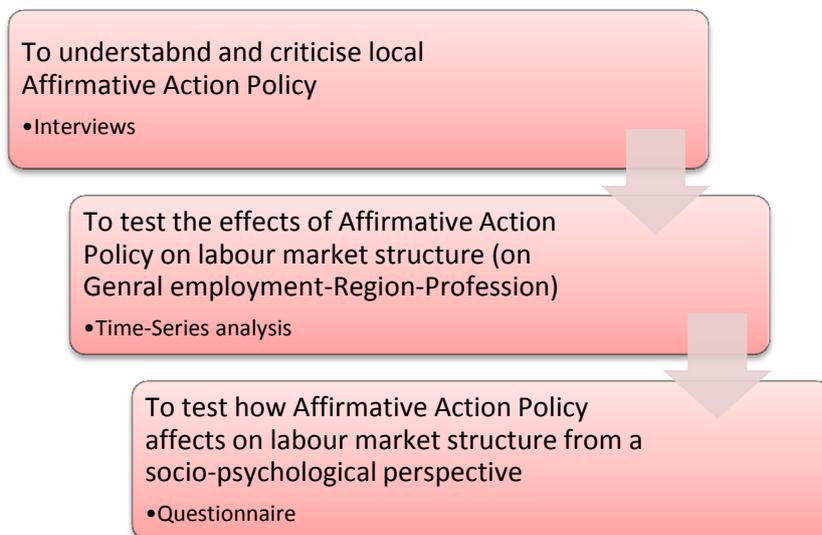 To understabnd and criticise local
Affirmative Action Policy
•Interviews
To test the effects of Affirmative Action
Policy on labour market structure (on
Genral employment-Region-Profession)
•Time-Series analysis
To test how Affirmative Action Policy
affects on labour market structure from a
socio-psychological perspective
•Questionnaire